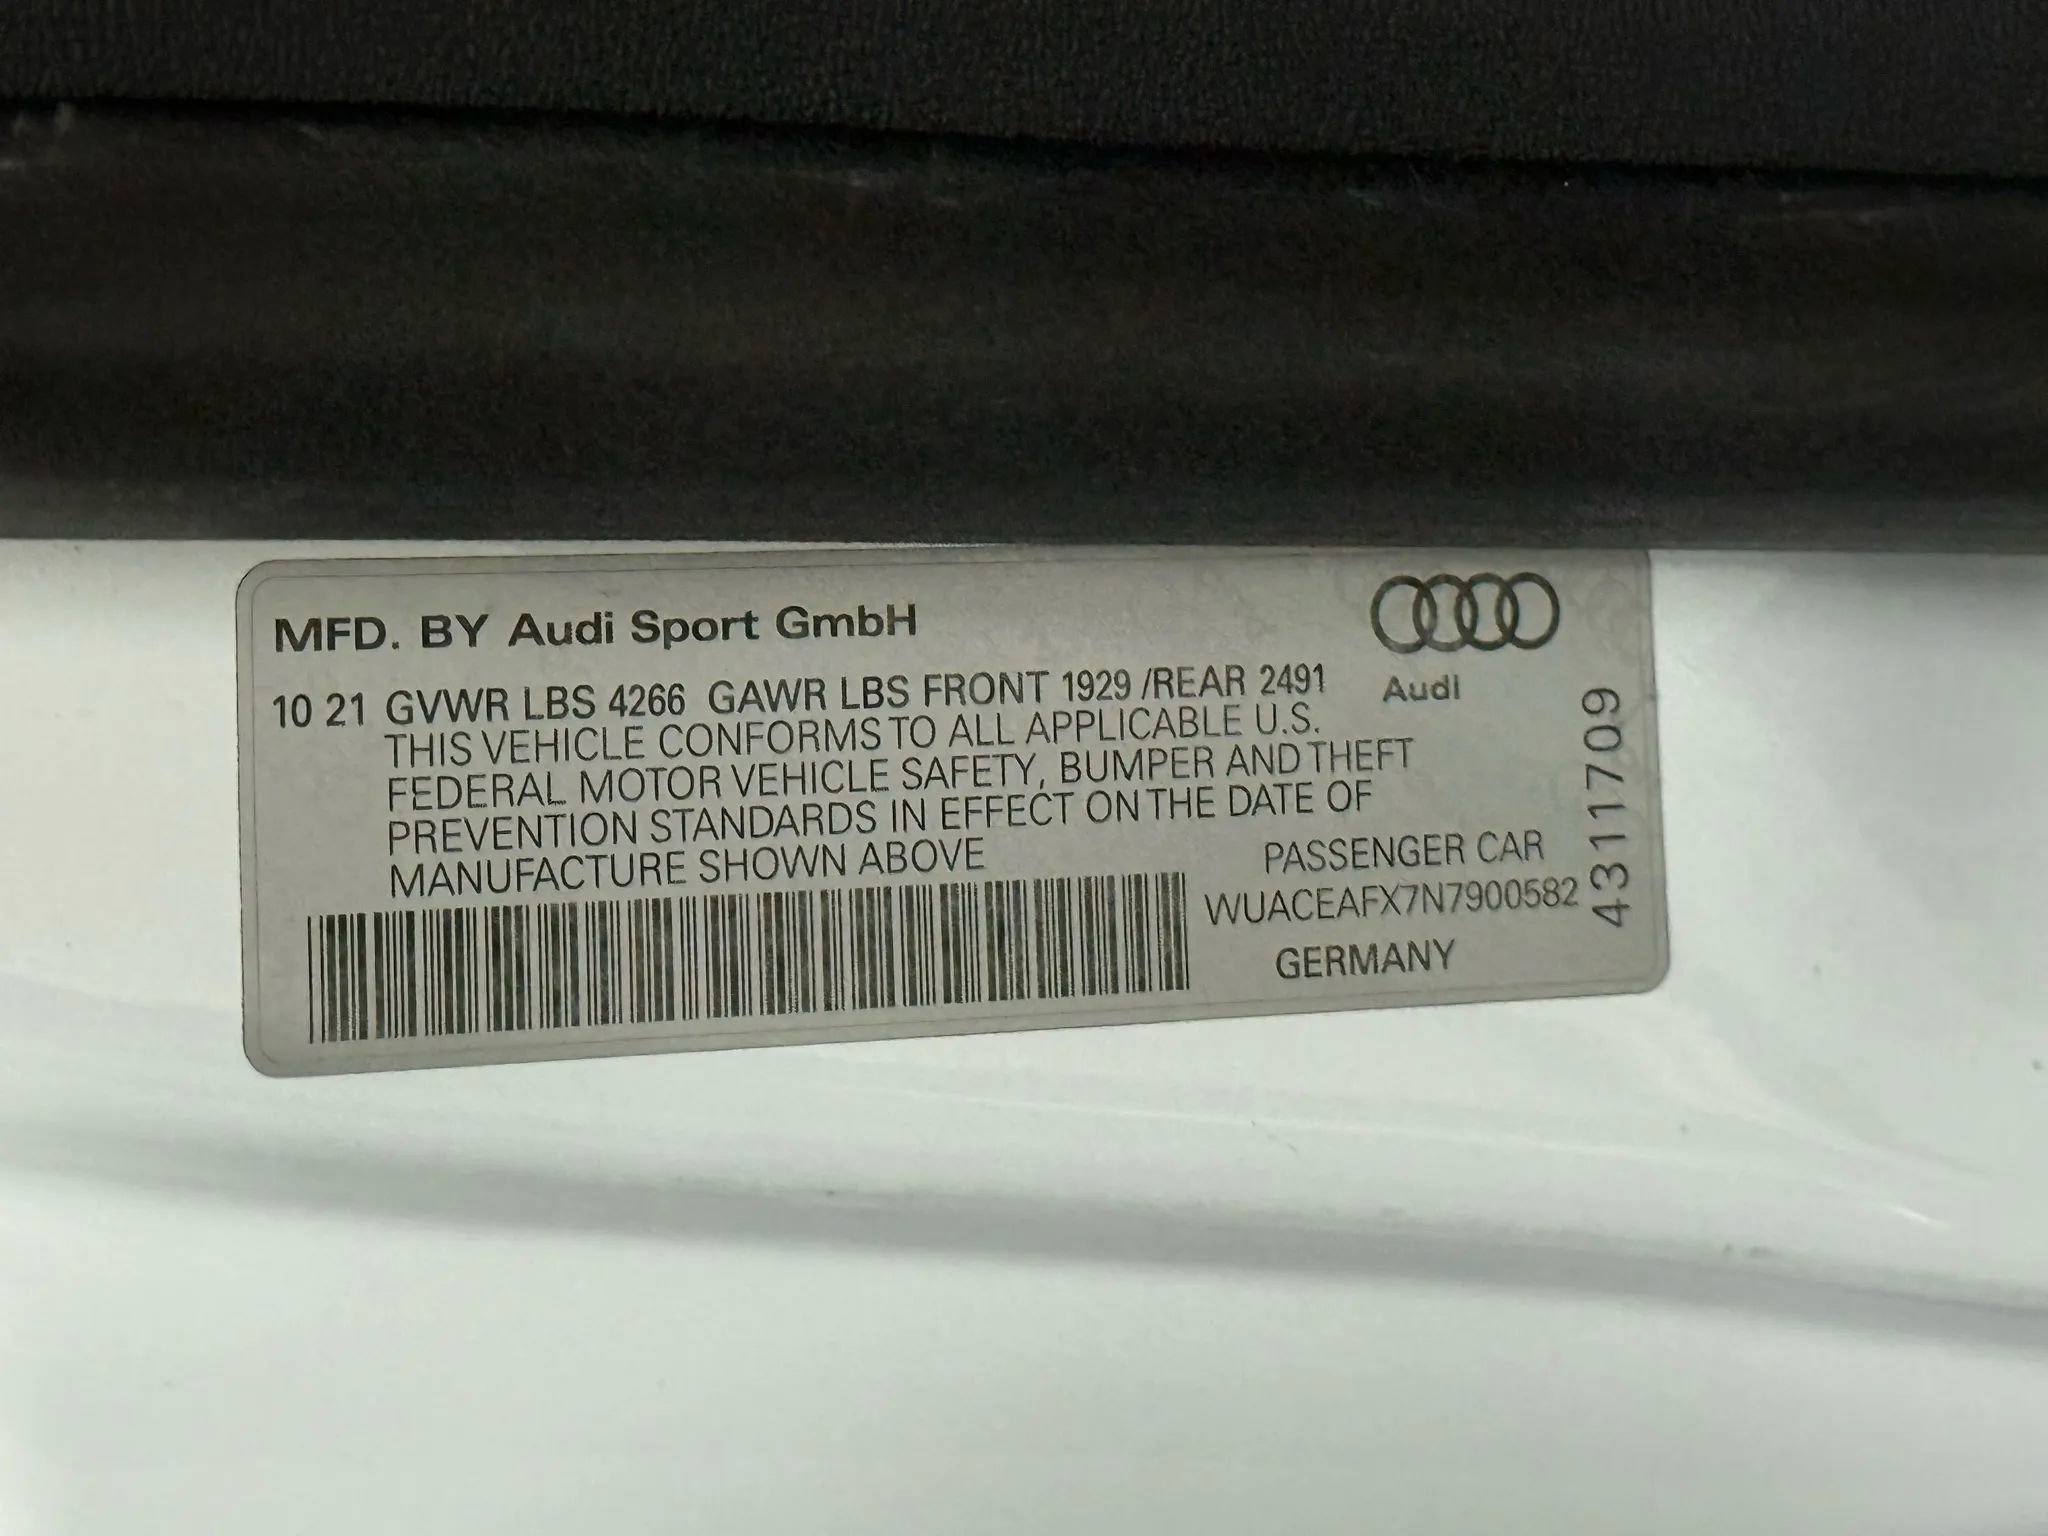 MFD. BY Audi Sport GmbH
Audi
10 21 GVWR LBS 4266 GAWR LBS FRONT 1929 /REAR 2491
THIS VEHICLE CONFORMS TO ALL APPLICABLE U.S.
FEDERAL MOTOR VEHICLE SAFETY, BUMPER AND THEFT
PREVENTION STANDARDS IN EFFECT ON THE DATE OF
MANUFACTURE SHOWN ABOVE
PASSENGER CAR
WUACEAFX7N7900582
GERMANY
4311709